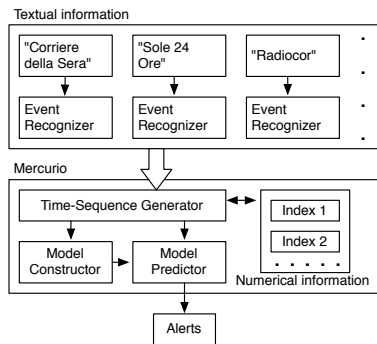 Textual information
"Corriere
della Sera"
"Sole 24
Ore"
"Radiocor"
Event
Recognizer
Event
Recognizer
Event
Recognizer
Mercurio
Time-Sequence Generator
Index 1
Index 2
Model
Constructor
Model
Predictor
Numerical information
Alerts